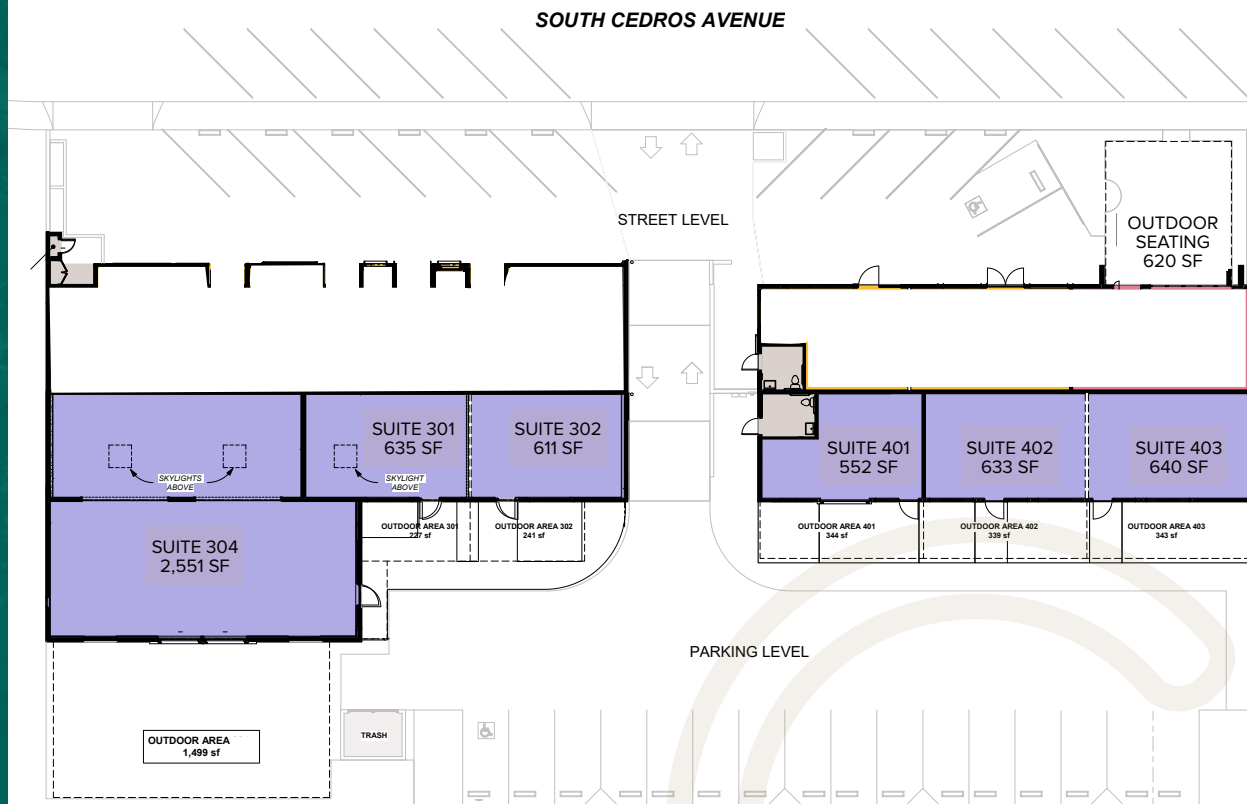 SOUTH CEDROS AVENUE
STREET LEVEL
OUTDOOR
SEATING
620 SF
SUITE 301
635 SF
SUITE 302
611 SF
SUITE 401
552 SF
SUITE 402
633 SF
SUITE 403
640 SF
SKYLIGHTS
ABOVE
SKYLIGHT
ABOVE
OUTDOOR AREA 301
227 sf
OUTDOOR AREA 302
241 sf
OUTDOOR AREA 401
344 sf
OUTDOOR AREA 402
339 sf
OUTDOOR AREA 403
343 sf
SUITE 304
2,551 SF
PARKING LEVEL
OUTDOOR AREA
1,499 sf
TRASH